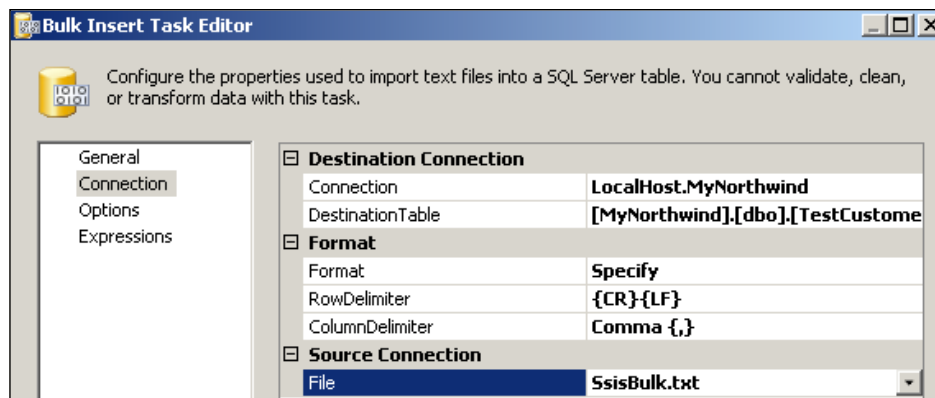 Bulk Insert Task Editor
Configure the properties used to import text files into a SQL Server table. You cannot validate, clean,
or transform data with this task.
General
Connection
Options
Expressions
Destination Connection
Connection LocalHost.MyNorthwind
DestinationTable [MyNorthwind].[dbo].[TestCustome
Format
Format Specify
RowDelimiter {CR}{LF}
ColumnDelimiter Comma {,}
Source Connection
File SsisBulk.txt